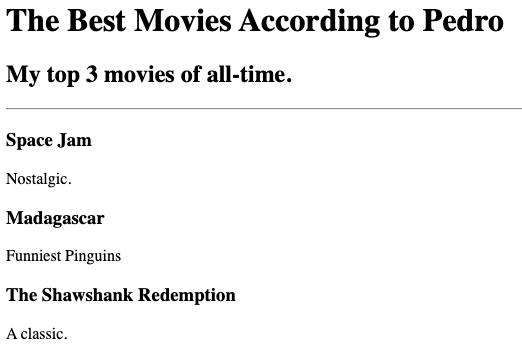 The Best Movies According to Pedro
My top 3 movies of all-time.
Space Jam
Nostalgic.
Madagascar
Funniest Pinguins
The Shawshank Redemption
A classic.